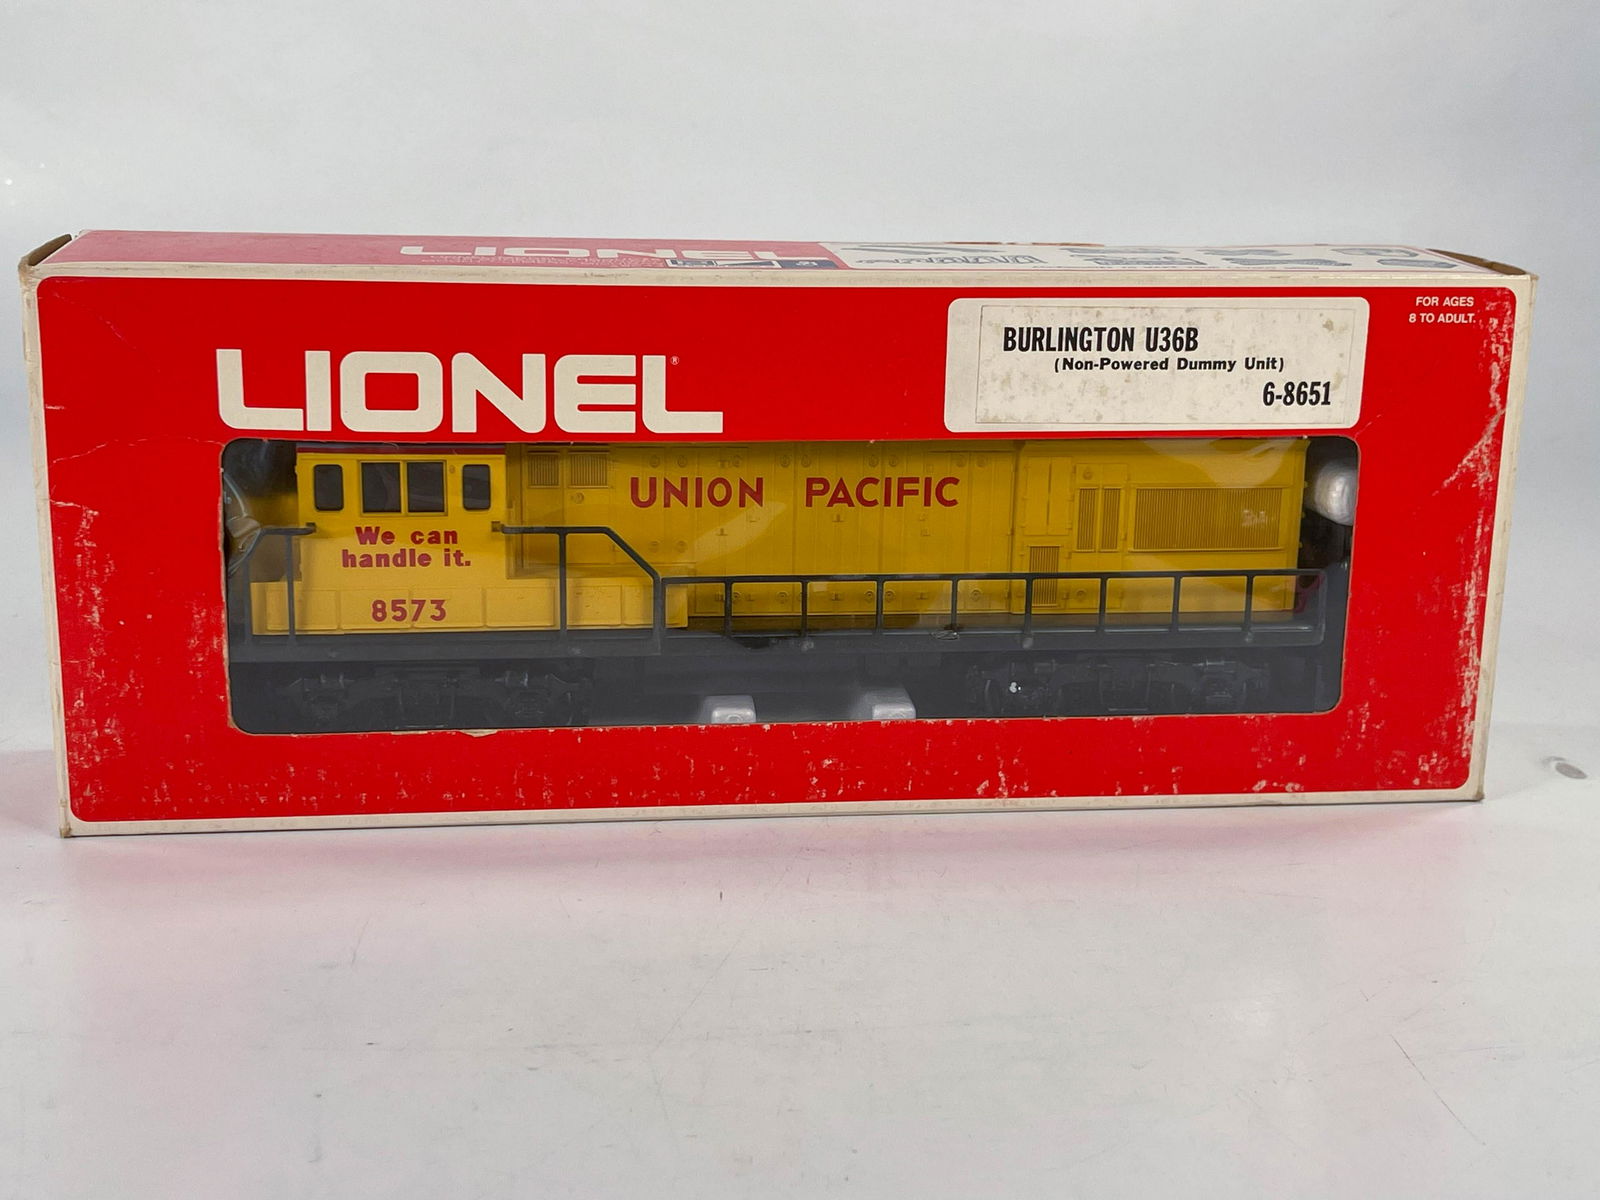 LIONEL
LIONEL®
BURLINGTON U36B
(Non-Powered Dummy Unit)
6-8651
FOR AGES
8 TO ADULT.
UNION PACIFIC
We can
handle it.
8573